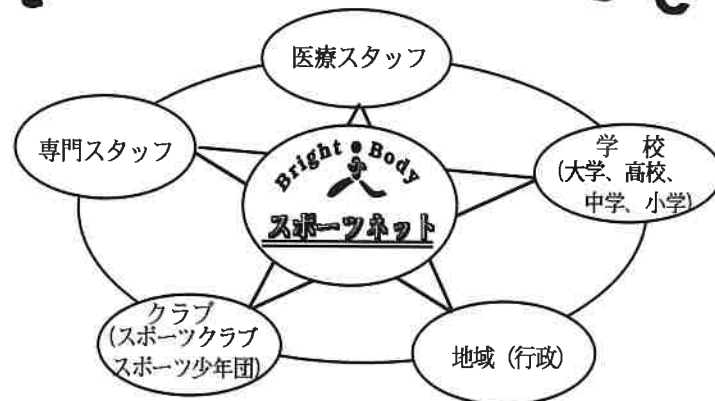 医療スタッフ
専門スタッフ
学 校
(大学、高校、
中学、小学)
Bright Body
スポーツネット
クラブ
(スポーツクラブ
スポーツ少年団)
地域 (行政)